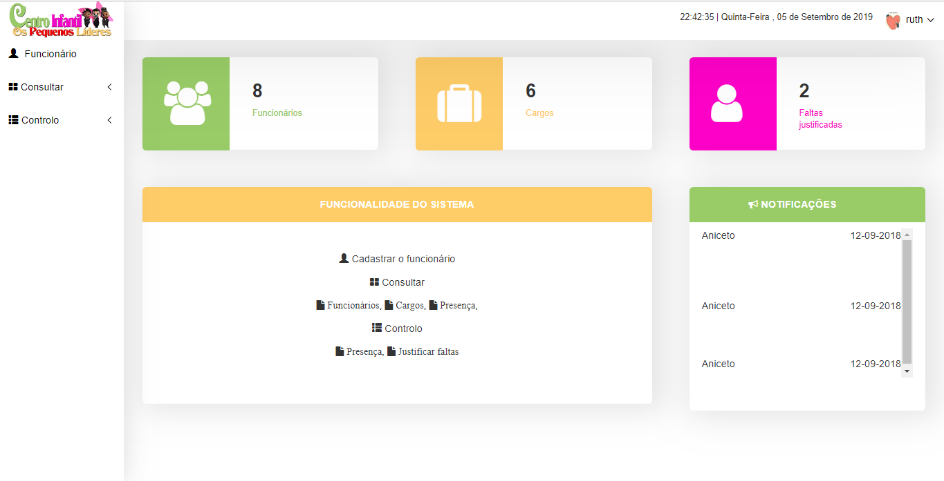 Centro Infantil
Os Pequenos Líderes
22:42:35 | Quinta-Feira , 05 de Setembro de 2019
ruth
Funcionário
Consultar
Controlo
8
Funcionários
6
Cargos
2
Faltas
justificadas
FUNCIONALIDADE DO SISTEMA
Cadastrar o funcionário
Consultar
Funcionários, Cargos, Presença,
Controlo
Presença, Justificar faltas
NOTIFICAÇÕES
Aniceto 12-09-2018
Aniceto 12-09-2018
Aniceto 12-09-2018